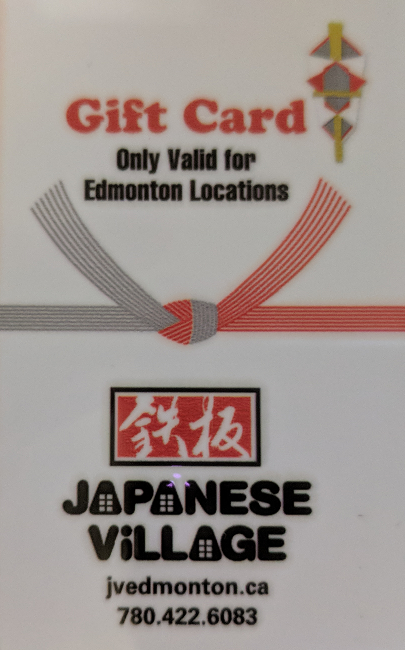 Gift Card
Only Valid for
Edmonton Locations
鉄板
JAPANESE
ViLLAGE
jvedmonton.ca
780.422.6083